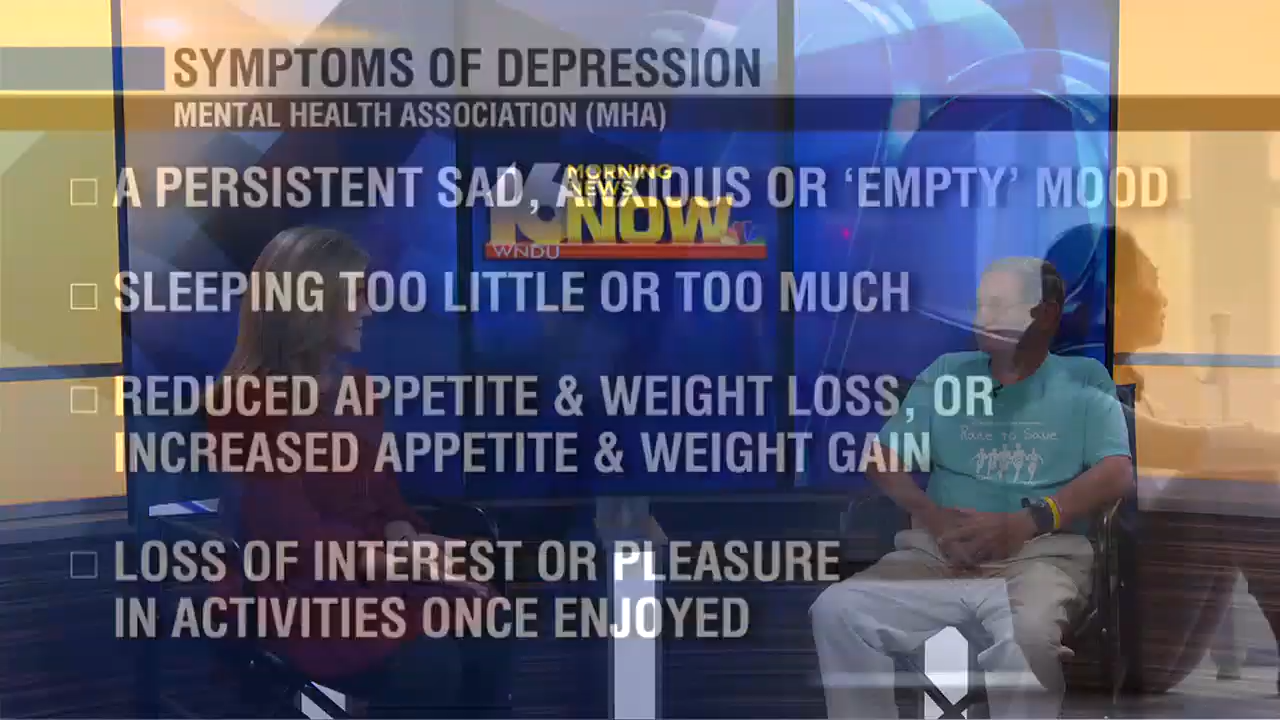 SYMPTOMS OF DEPRESSION
MENTAL HEALTH ASSOCIATION (MHA)
A PERSISTENT SAD, ANXIOUS OR ‘EMPTY’ MOOD
16 MORNING NEWS NOW
WNDU
SLEEPING TOO LITTLE OR TOO MUCH
REDUCED APPETITE & WEIGHT LOSS, OR
INCREASED APPETITE & WEIGHT GAIN
Race to Save
LOSS OF INTEREST OR PLEASURE
IN ACTIVITIES ONCE ENJOYED